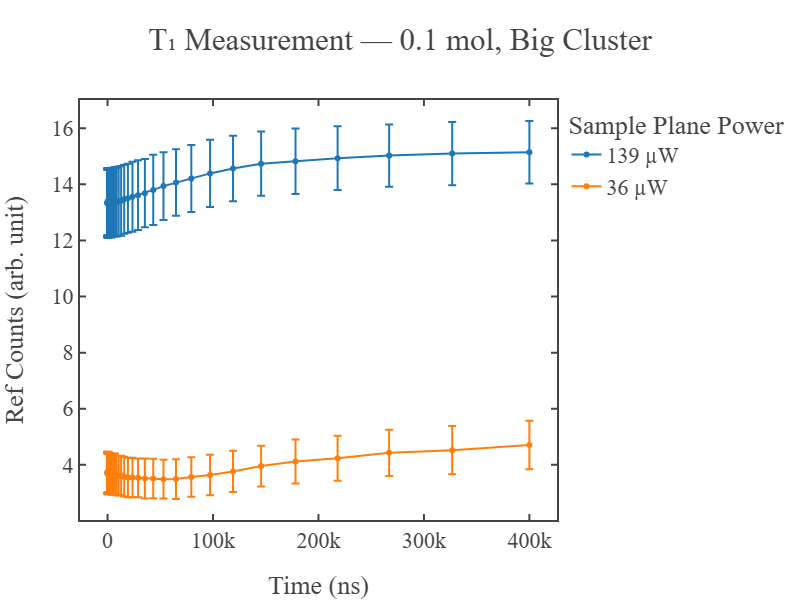 T₁ Measurement — 0.1 mol, Big Cluster
Sample Plane Power
139 µW
36 µW
Ref Counts (arb. unit)
16
14
12
10
8
6
4
0
100k
200k
300k
400k
Time (ns)